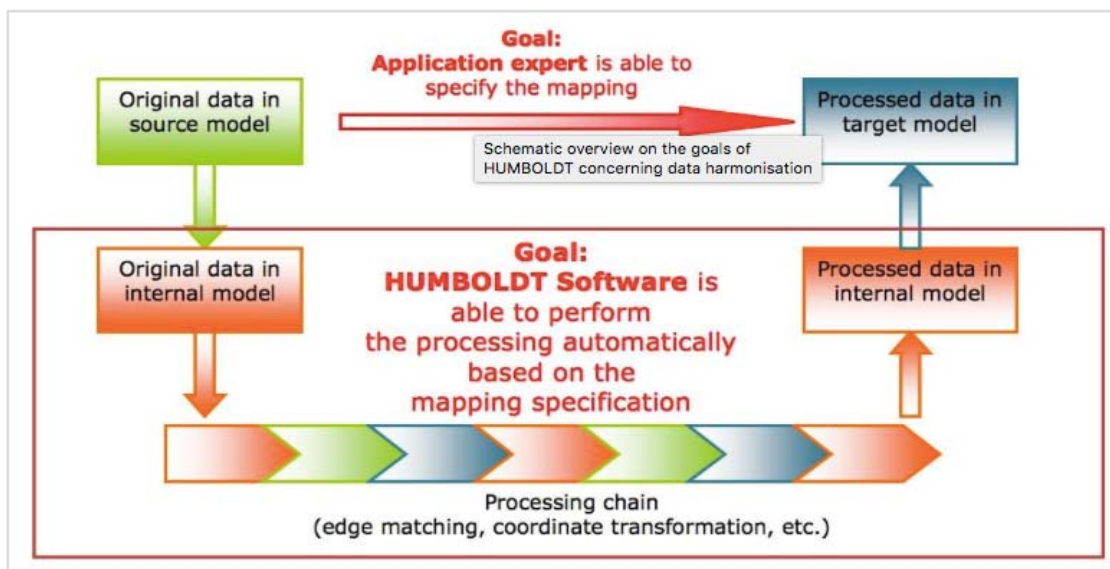 Goal:
Application expert is able to
specify the mapping
Original data in
source model
Processed data in
target model
Schematic overview on the goals of
HUMBOLDT concerning data harmonisation
Original data in
internal model
Goal:
HUMBOLDT Software is
able to perform
the processing automatically
based on the
mapping specification
Processed data in
internal model
Processing chain
(edge matching, coordinate transformation, etc.)